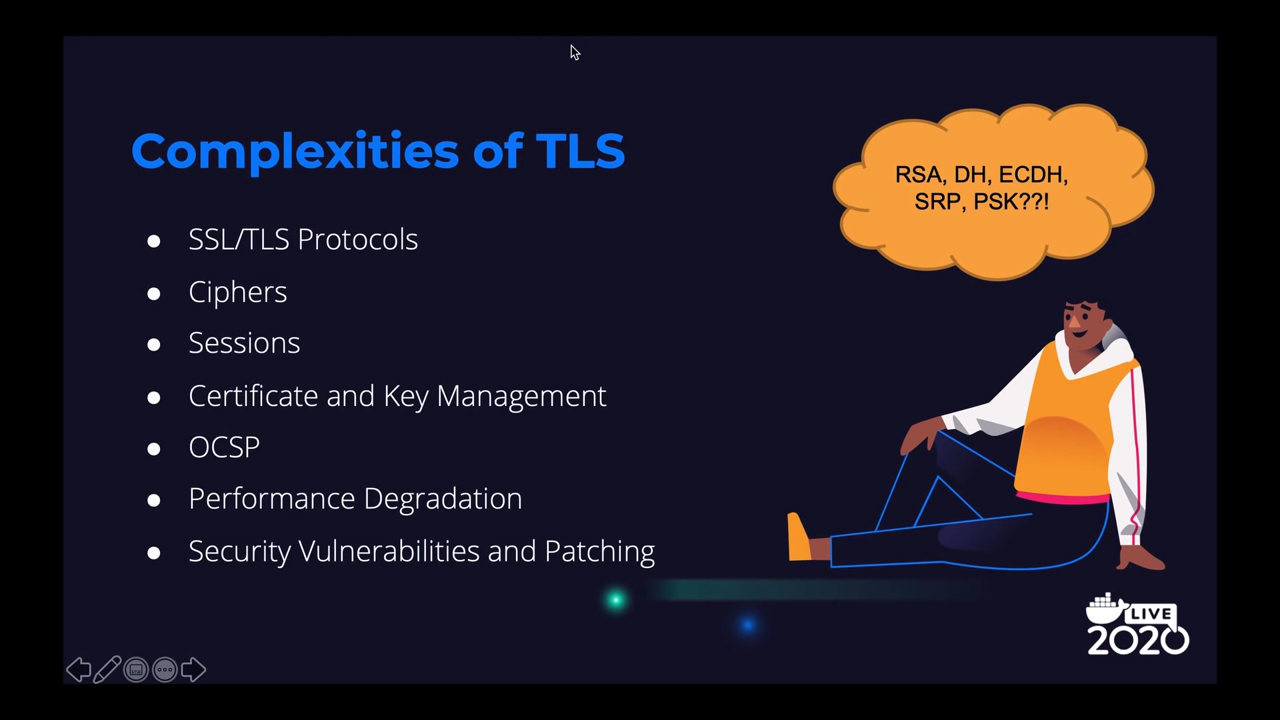 Complexities of TLS
RSA, DH, ECDH,
SRP, PSK??!
● SSL/TLS Protocols
● Ciphers
● Sessions
● Certificate and Key Management
● OCSP
● Performance Degradation
● Security Vulnerabilities and Patching
LIVE
2020